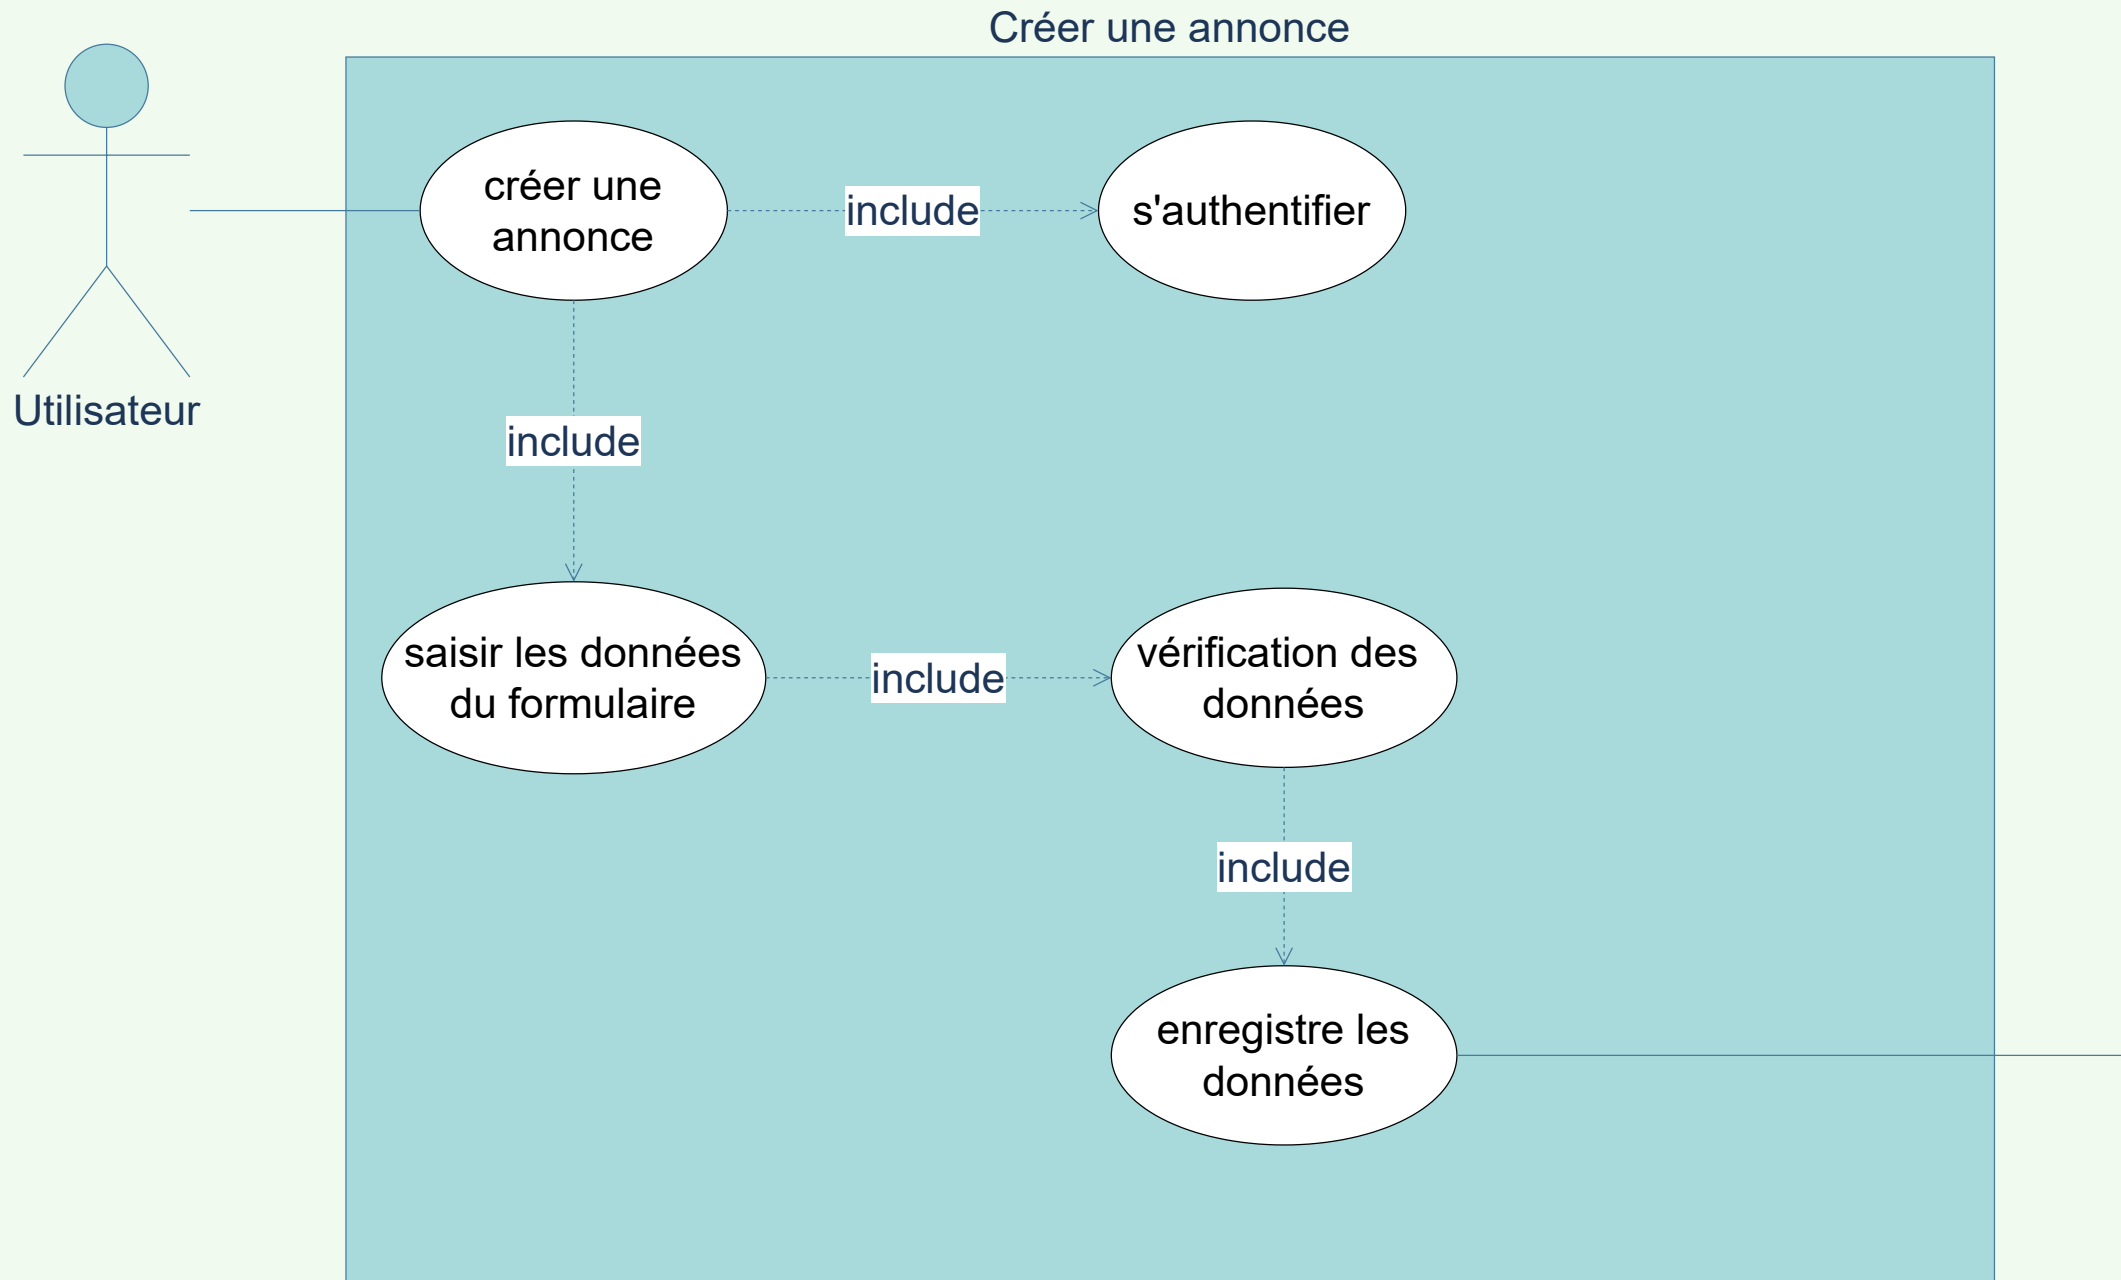 Créer une annonce
créer une
annonce
include
s'authentifier
Utilisateur
include
saisir les données
du formulaire
include
vérification des
données
include
enregistre les
données